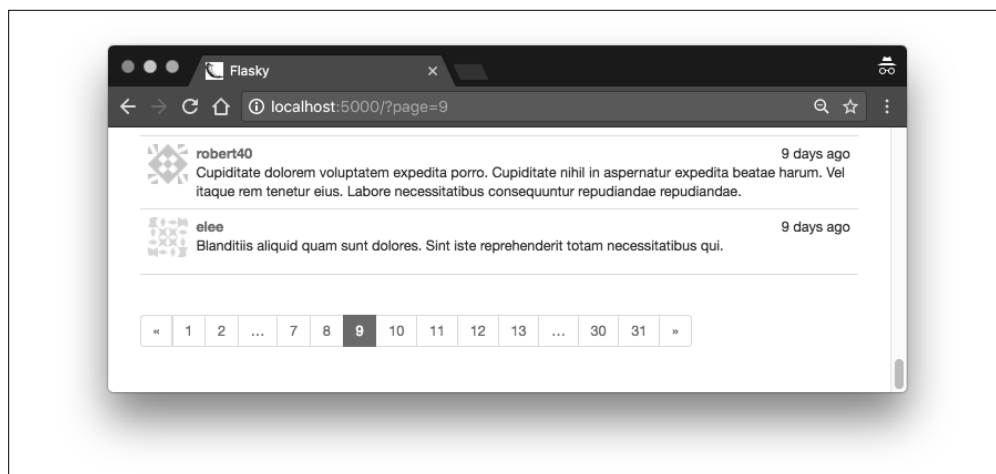 Flasky
localhost:5000/?page=9
robert40 9 days ago
Cupiditate dolorem voluptatem expedita porro. Cupiditate nihil in aspernatur expedita beatae harum. Vel
itaque rem tenetur eius. Labore necessitatibus consequuntur repudiandae repudiandae.
elee 9 days ago
Blanditiis aliquid quam sunt dolores. Sint iste reprehenderit totam necessitatibus qui.
« 1 2 … 7 8 9 10 11 12 13 … 30 31 »